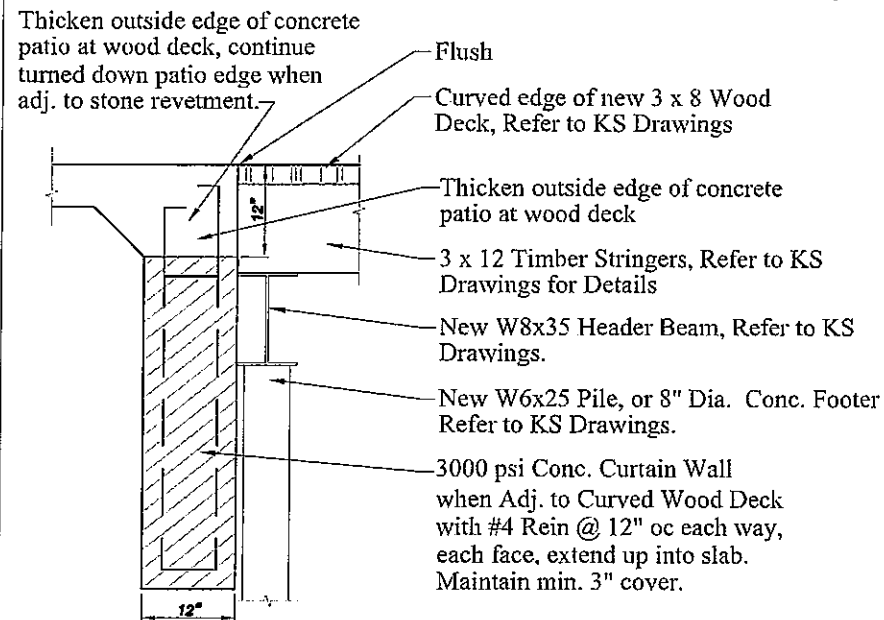 Thicken outside edge of concrete
patio at wood deck, continue
turned down patio edge when
adj. to stone revetment.
Flush
Curved edge of new 3 x 8 Wood
Deck, Refer to KS Drawings
Thicken outside edge of concrete
patio at wood deck
12"
3 x 12 Timber Stringers, Refer to KS
Drawings for Details
New W8x35 Header Beam, Refer to KS
Drawings.
New W6x25 Pile, or 8" Dia. Conc. Footer
Refer to KS Drawings.
3000 psi Conc. Curtain Wall
when Adj. to Curved Wood Deck
with #4 Rein @ 12" oc each way,
each face, extend up into slab.
Maintain min. 3" cover.
12"